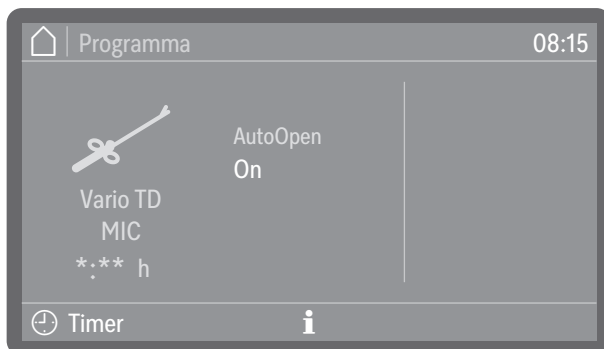 Programma
08:15
AutoOpen
On
Vario TD
MIC
*:** h
Timer
i